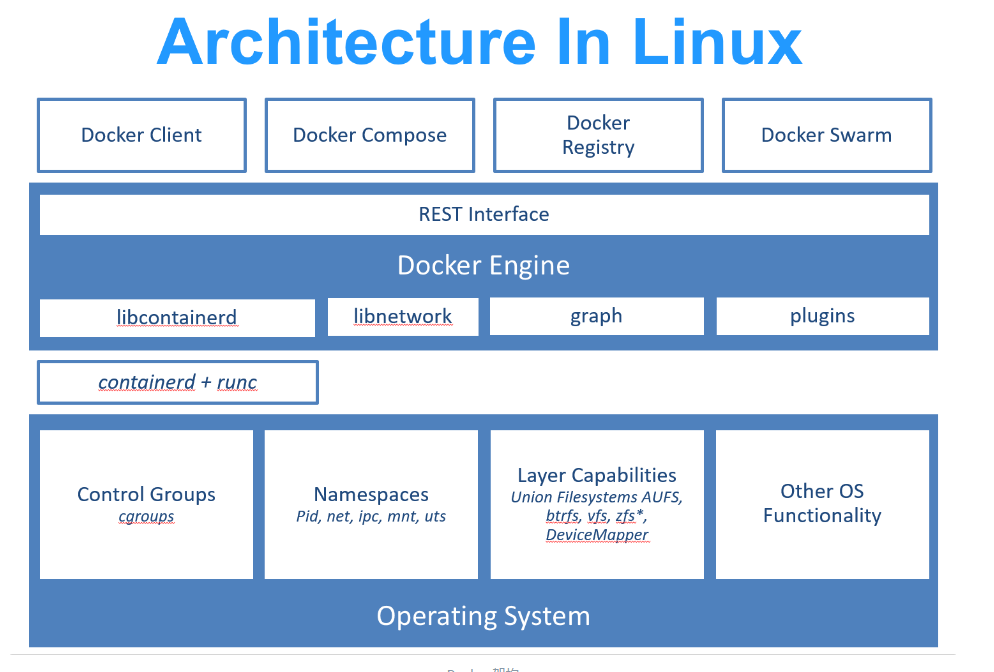 Architecture In Linux
Docker Client
Docker Compose
Docker
Registry
Docker Swarm
REST Interface
Docker Engine
libcontainerd
libnetwork
graph
plugins
containerd + runc
Control Groups
cgroups
Namespaces
Pid, net, ipc, mnt, uts
Layer Capabilities
Union Filesystems AUFS,
btrfs, vfs, zfs*,
DeviceMapper
Other OS
Functionality
Operating System